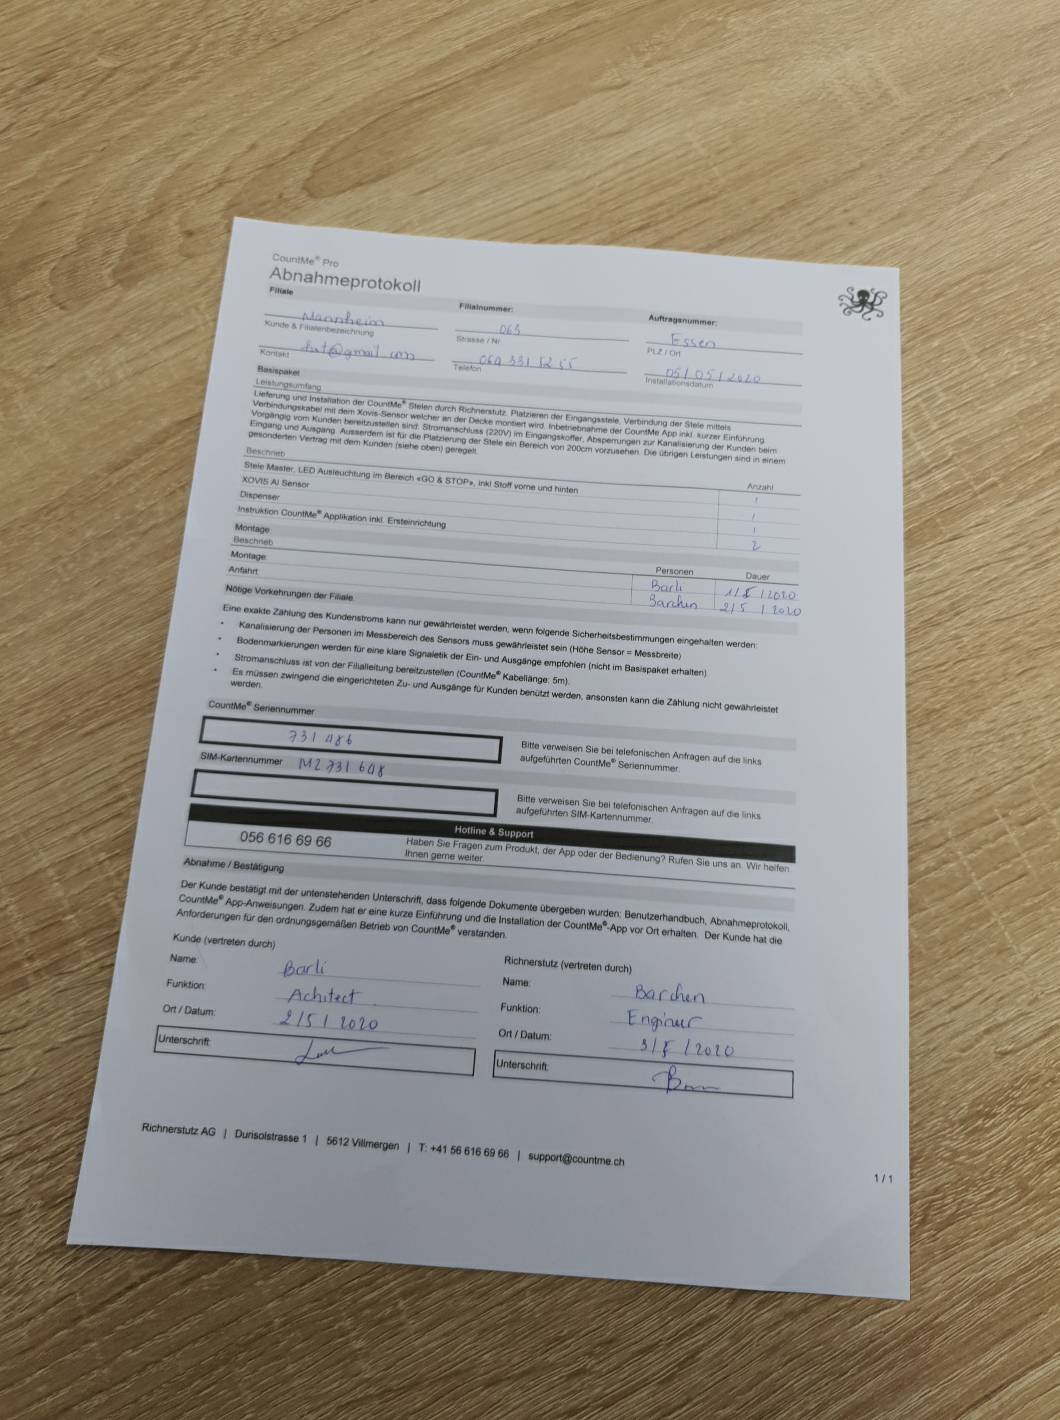 CountMe® Pro
Abnahmeprotokoll
Filiale
Filialnummer:
Auftragsnummer:
Mannheim
063
Essen
Kunde & Filialenbezeichnung
Strasse / Nr
PLZ / Ort
@gmail com
069 331 52 55
05/05/2020
Kontakt
Telefon
Installationsdatum
Basispaket
Leistungsumfang
Lieferung und Installation der CountMe® Stelen durch Richnerstutz. Platzieren der Eingangsstele, Verbindung der Stele mittels
Verbindungskabel mit dem Xovis-Sensor welcher an der Decke montiert wird. Inbetriebnahme der CountMe App inkl. kurzer Einführung.
Vorgängig vom Kunden bereitzustellen sind: Stromanschluss (220V) im Eingangskoffer, Absperrungen zur Kanalisierung der Kunden beim
Eingang und Ausgang. Ausserdem ist für die Platzierung der Stele ein Bereich von 200cm vorzusehen. Die übrigen Leistungen sind in einem
gesonderten Vertrag mit dem Kunden (siehe oben) geregelt.
Beschrieb
Anzahl
Stele Master, LED Ausleuchtung im Bereich «GO & STOP», inkl Stoff vorne und hinten
1
XOVIS AI Sensor
1
Dispenser
1
Instruktion CountMe® Applikation inkl. Ersteinrichtung
2
Montage
Beschrieb
Personen
Dauer
Montage
Barli
1/5/2020
Anfahrt
Barchen
2/5/2020
Nötige Vorkehrungen der Filiale
Eine exakte Zählung des Kundenstroms kann nur gewährleistet werden, wenn folgende Sicherheitsbestimmungen eingehalten werden:
• Kanalisierung der Personen im Messbereich des Sensors muss gewährleistet sein (Höhe Sensor = Messbreite)
• Bodenmarkierungen werden für eine klare Signaletik der Ein- und Ausgänge empfohlen (nicht im Basispaket erhalten)
• Stromanschluss ist von der Filialleitung bereitzustellen (CountMe® Kabellänge: 5m).
• Es müssen zwingend die eingerichteten Zu- und Ausgänge für Kunden benützt werden, ansonsten kann die Zählung nicht gewährleistet
werden.
CountMe® Seriennummer
731 486
Bitte verweisen Sie bei telefonischen Anfragen auf die links
aufgeführten CountMe® Seriennummer.
SIM-Kartennummer
M2 731 648
Bitte verweisen Sie bei telefonischen Anfragen auf die links
aufgeführten SIM-Kartennummer.
Hotline & Support
056 616 69 66
Haben Sie Fragen zum Produkt, der App oder der Bedienung? Rufen Sie uns an. Wir helfen
Ihnen gerne weiter.
Abnahme / Bestätigung
Der Kunde bestätigt mit der untenstehenden Unterschrift, dass folgende Dokumente übergeben wurden: Benutzerhandbuch, Abnahmeprotokoll,
CountMe® App-Anweisungen. Zudem hat er eine kurze Einführung und die Installation der CountMe®-App vor Ort erhalten. Der Kunde hat die
Anforderungen für den ordnungsgemäßen Betrieb von CountMe® verstanden.
Kunde (vertreten durch)
Richnerstutz (vertreten durch)
Name: Barli
Name: Barchen
Funktion: Achitect
Funktion: Enginur
Ort / Datum: 2/5/2020
Ort / Datum: 3/5/2020
Unterschrift:
Unterschrift:
Richnerstutz AG | Durisolstrasse 1 | 5612 Villmergen | T: +41 56 616 69 66 | support@countme.ch
1 / 1